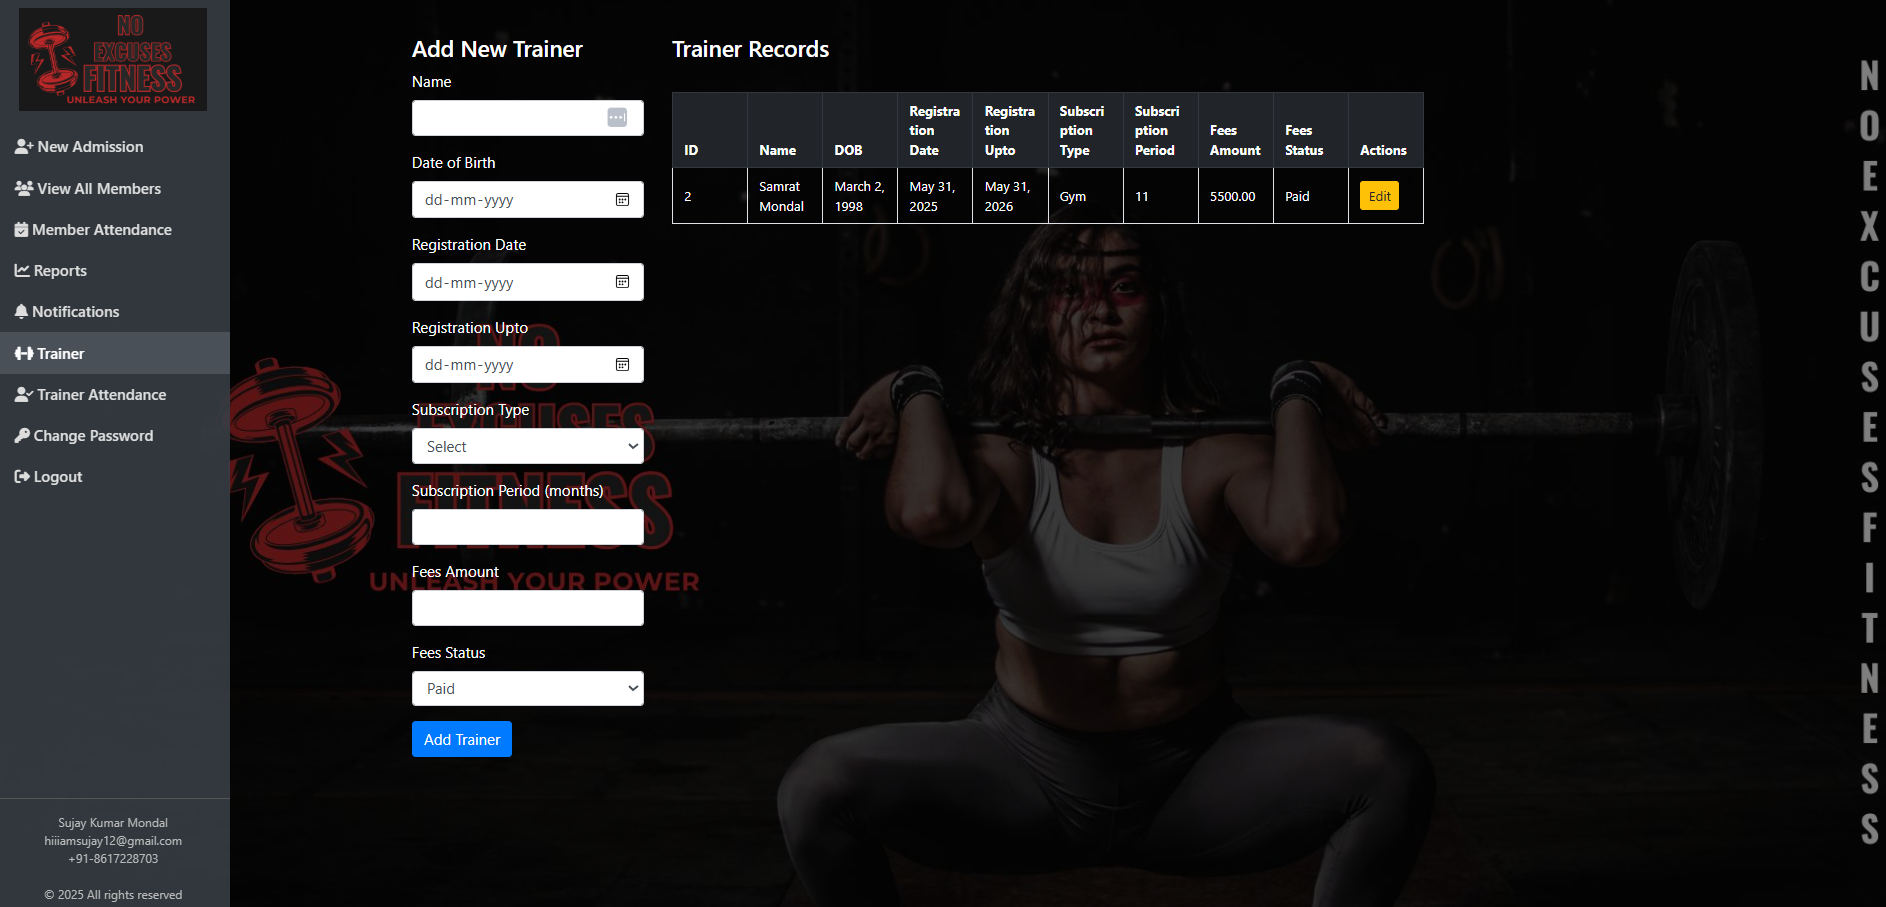 NO
EXCUSES
FITNESS
UNLEASH YOUR POWER
New Admission
View All Members
Member Attendance
Reports
Notifications
Trainer
Trainer Attendance
Change Password
Logout
Sujay Kumar Mondal
hiiiamsujay12@gmail.com
+91-8617228703
© 2025 All rights reserved
Add New Trainer
Name
Date of Birth
dd-mm-yyyy
Registration Date
dd-mm-yyyy
Registration Upto
dd-mm-yyyy
Subscription Type
Select
Subscription Period (months)
Fees Amount
Fees Status
Paid
Add Trainer
NO
EXCUSES
FITNESS
UNLEASH YOUR POWER
Trainer Records
ID Name DOB Registration Date Registration Upto Subscription Type Subscription Period Fees Amount Fees Status Actions
2 Samrat Mondal March 2, 1998 May 31, 2025 May 31, 2026 Gym 11 5500.00 Paid Edit
NO EXCUSES FITNESS